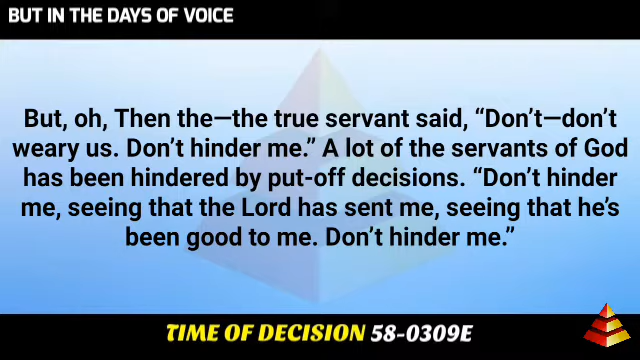 BUT IN THE DAYS OF VOICE
But, oh, Then the—the true servant said, “Don’t—don’t
weary us. Don’t hinder me.” A lot of the servants of God
has been hindered by put-off decisions. “Don’t hinder
me, seeing that the Lord has sent me, seeing that he’s
been good to me. Don’t hinder me.”
TIME OF DECISION 58-0309E